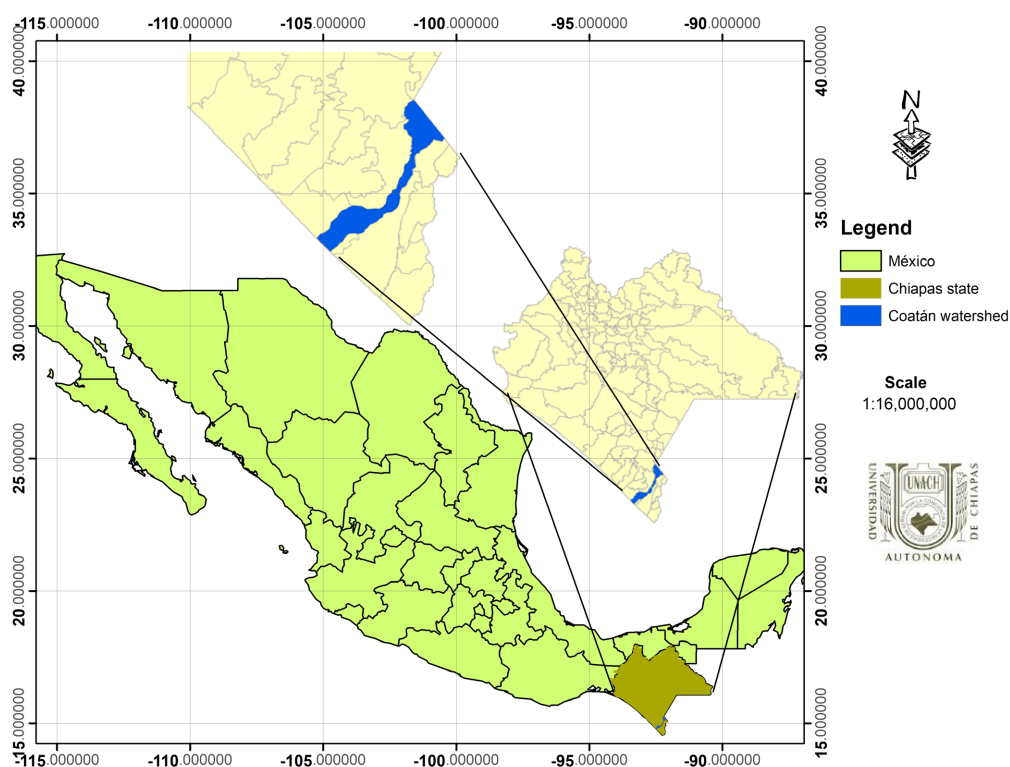 -115.000000 -110.000000 -105.000000 -100.000000 -95.000000 -90.000000
40.000000
35.000000
30.000000
25.000000
20.000000
15.000000
40.000000
35.000000
30.000000
25.000000
20.000000
15.000000
-115.000000 -110.000000 -105.000000 -100.000000 -95.000000 -90.000000
N
Legend
México
Chiapas state
Coatán watershed
Scale
1:16,000,000
UNIVERSIDAD
UNACH
DE CHIAPAS
AUTONOMA